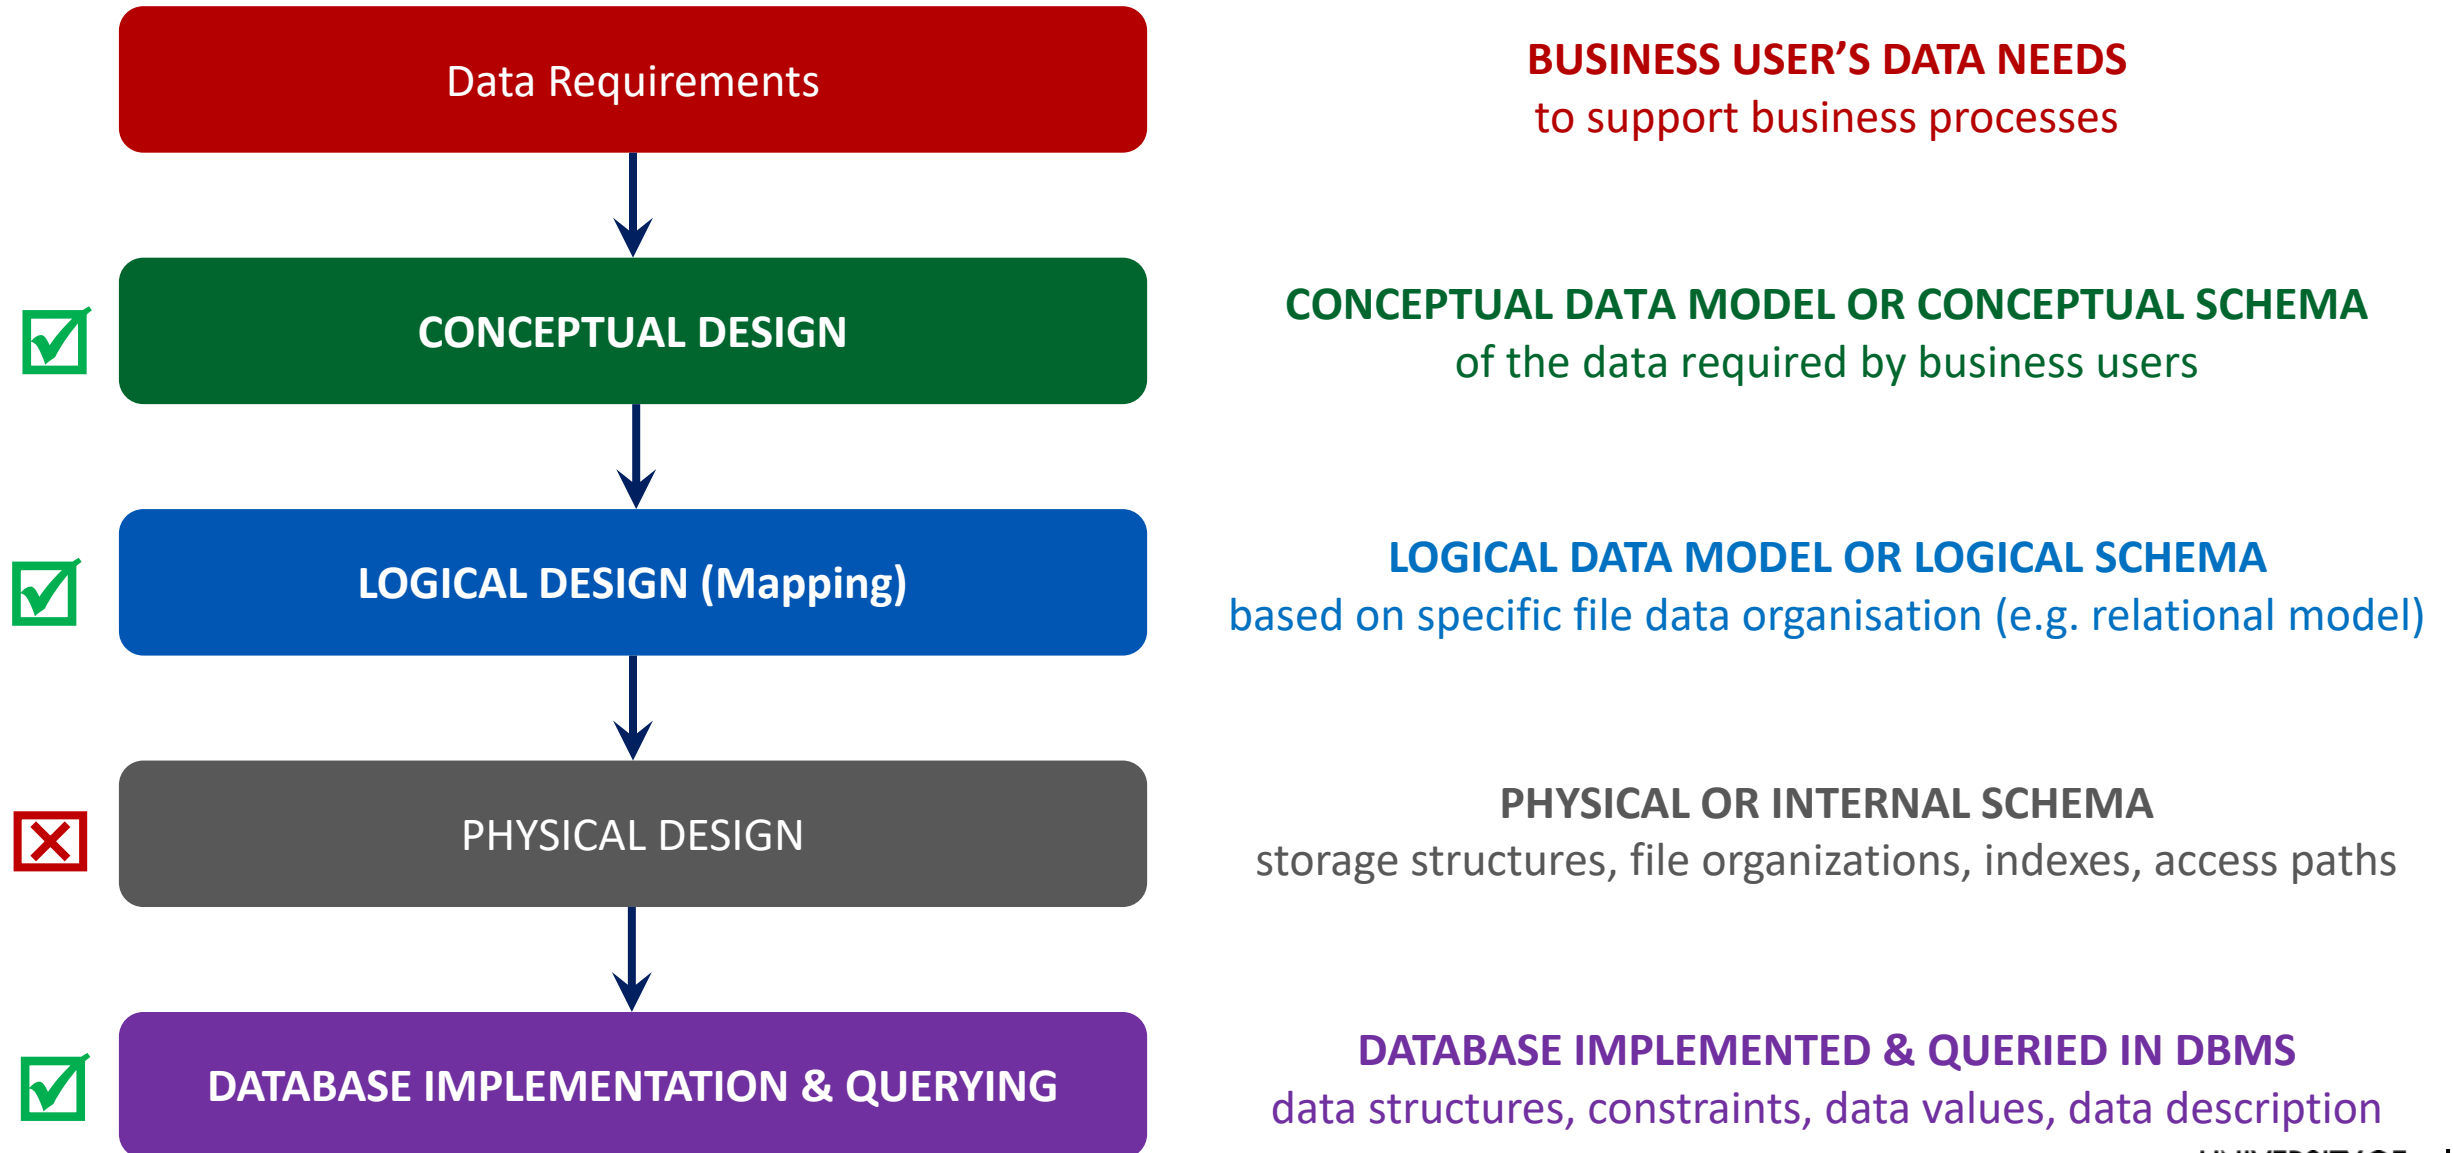 Data Requirements
BUSINESS USER’S DATA NEEDS
to support business processes
CONCEPTUAL DESIGN
CONCEPTUAL DATA MODEL OR CONCEPTUAL SCHEMA
of the data required by business users
LOGICAL DESIGN (Mapping)
LOGICAL DATA MODEL OR LOGICAL SCHEMA
based on specific file data organisation (e.g. relational model)
PHYSICAL DESIGN
PHYSICAL OR INTERNAL SCHEMA
storage structures, file organizations, indexes, access paths
DATABASE IMPLEMENTATION & QUERYING
DATABASE IMPLEMENTED & QUERIED IN DBMS
data structures, constraints, data values, data description